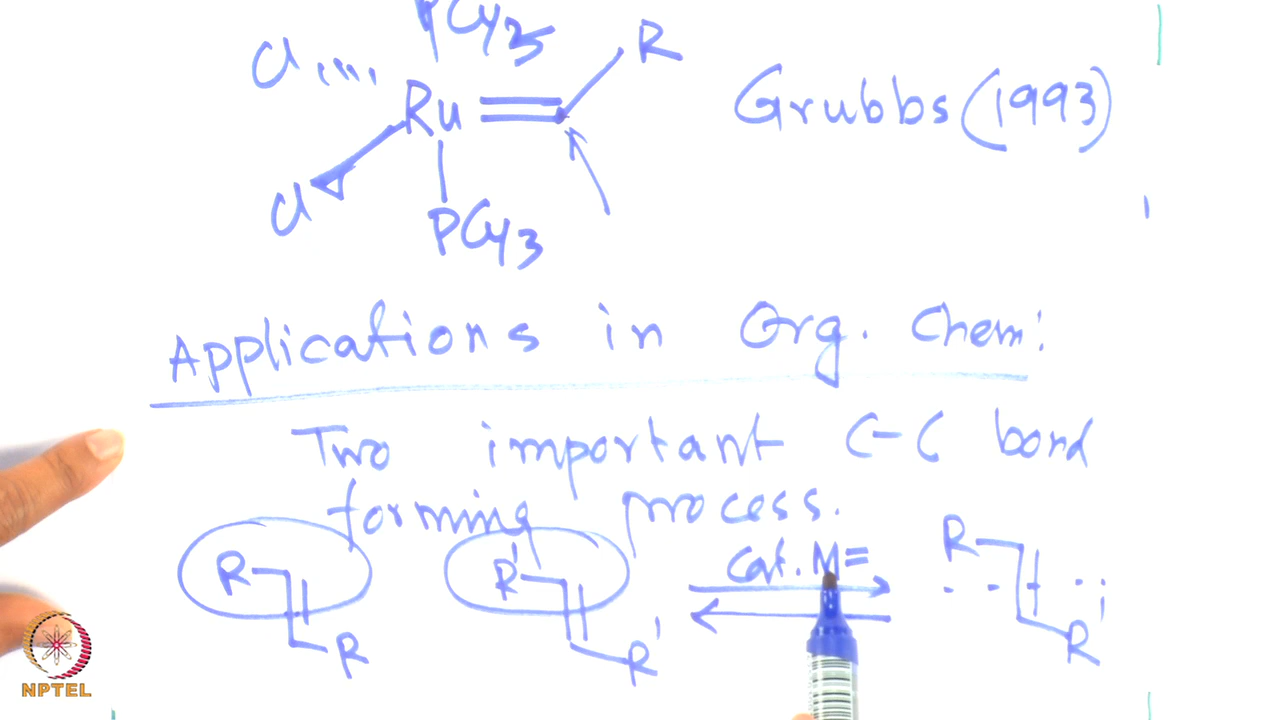 PCy3
Cl
R
Ru
Grubbs (1993)
Cl
PCy3
Applications in Org. Chem:
Two important C-C bond
forming process.
R R' Cat. M= R
R R' R'
NPTEL